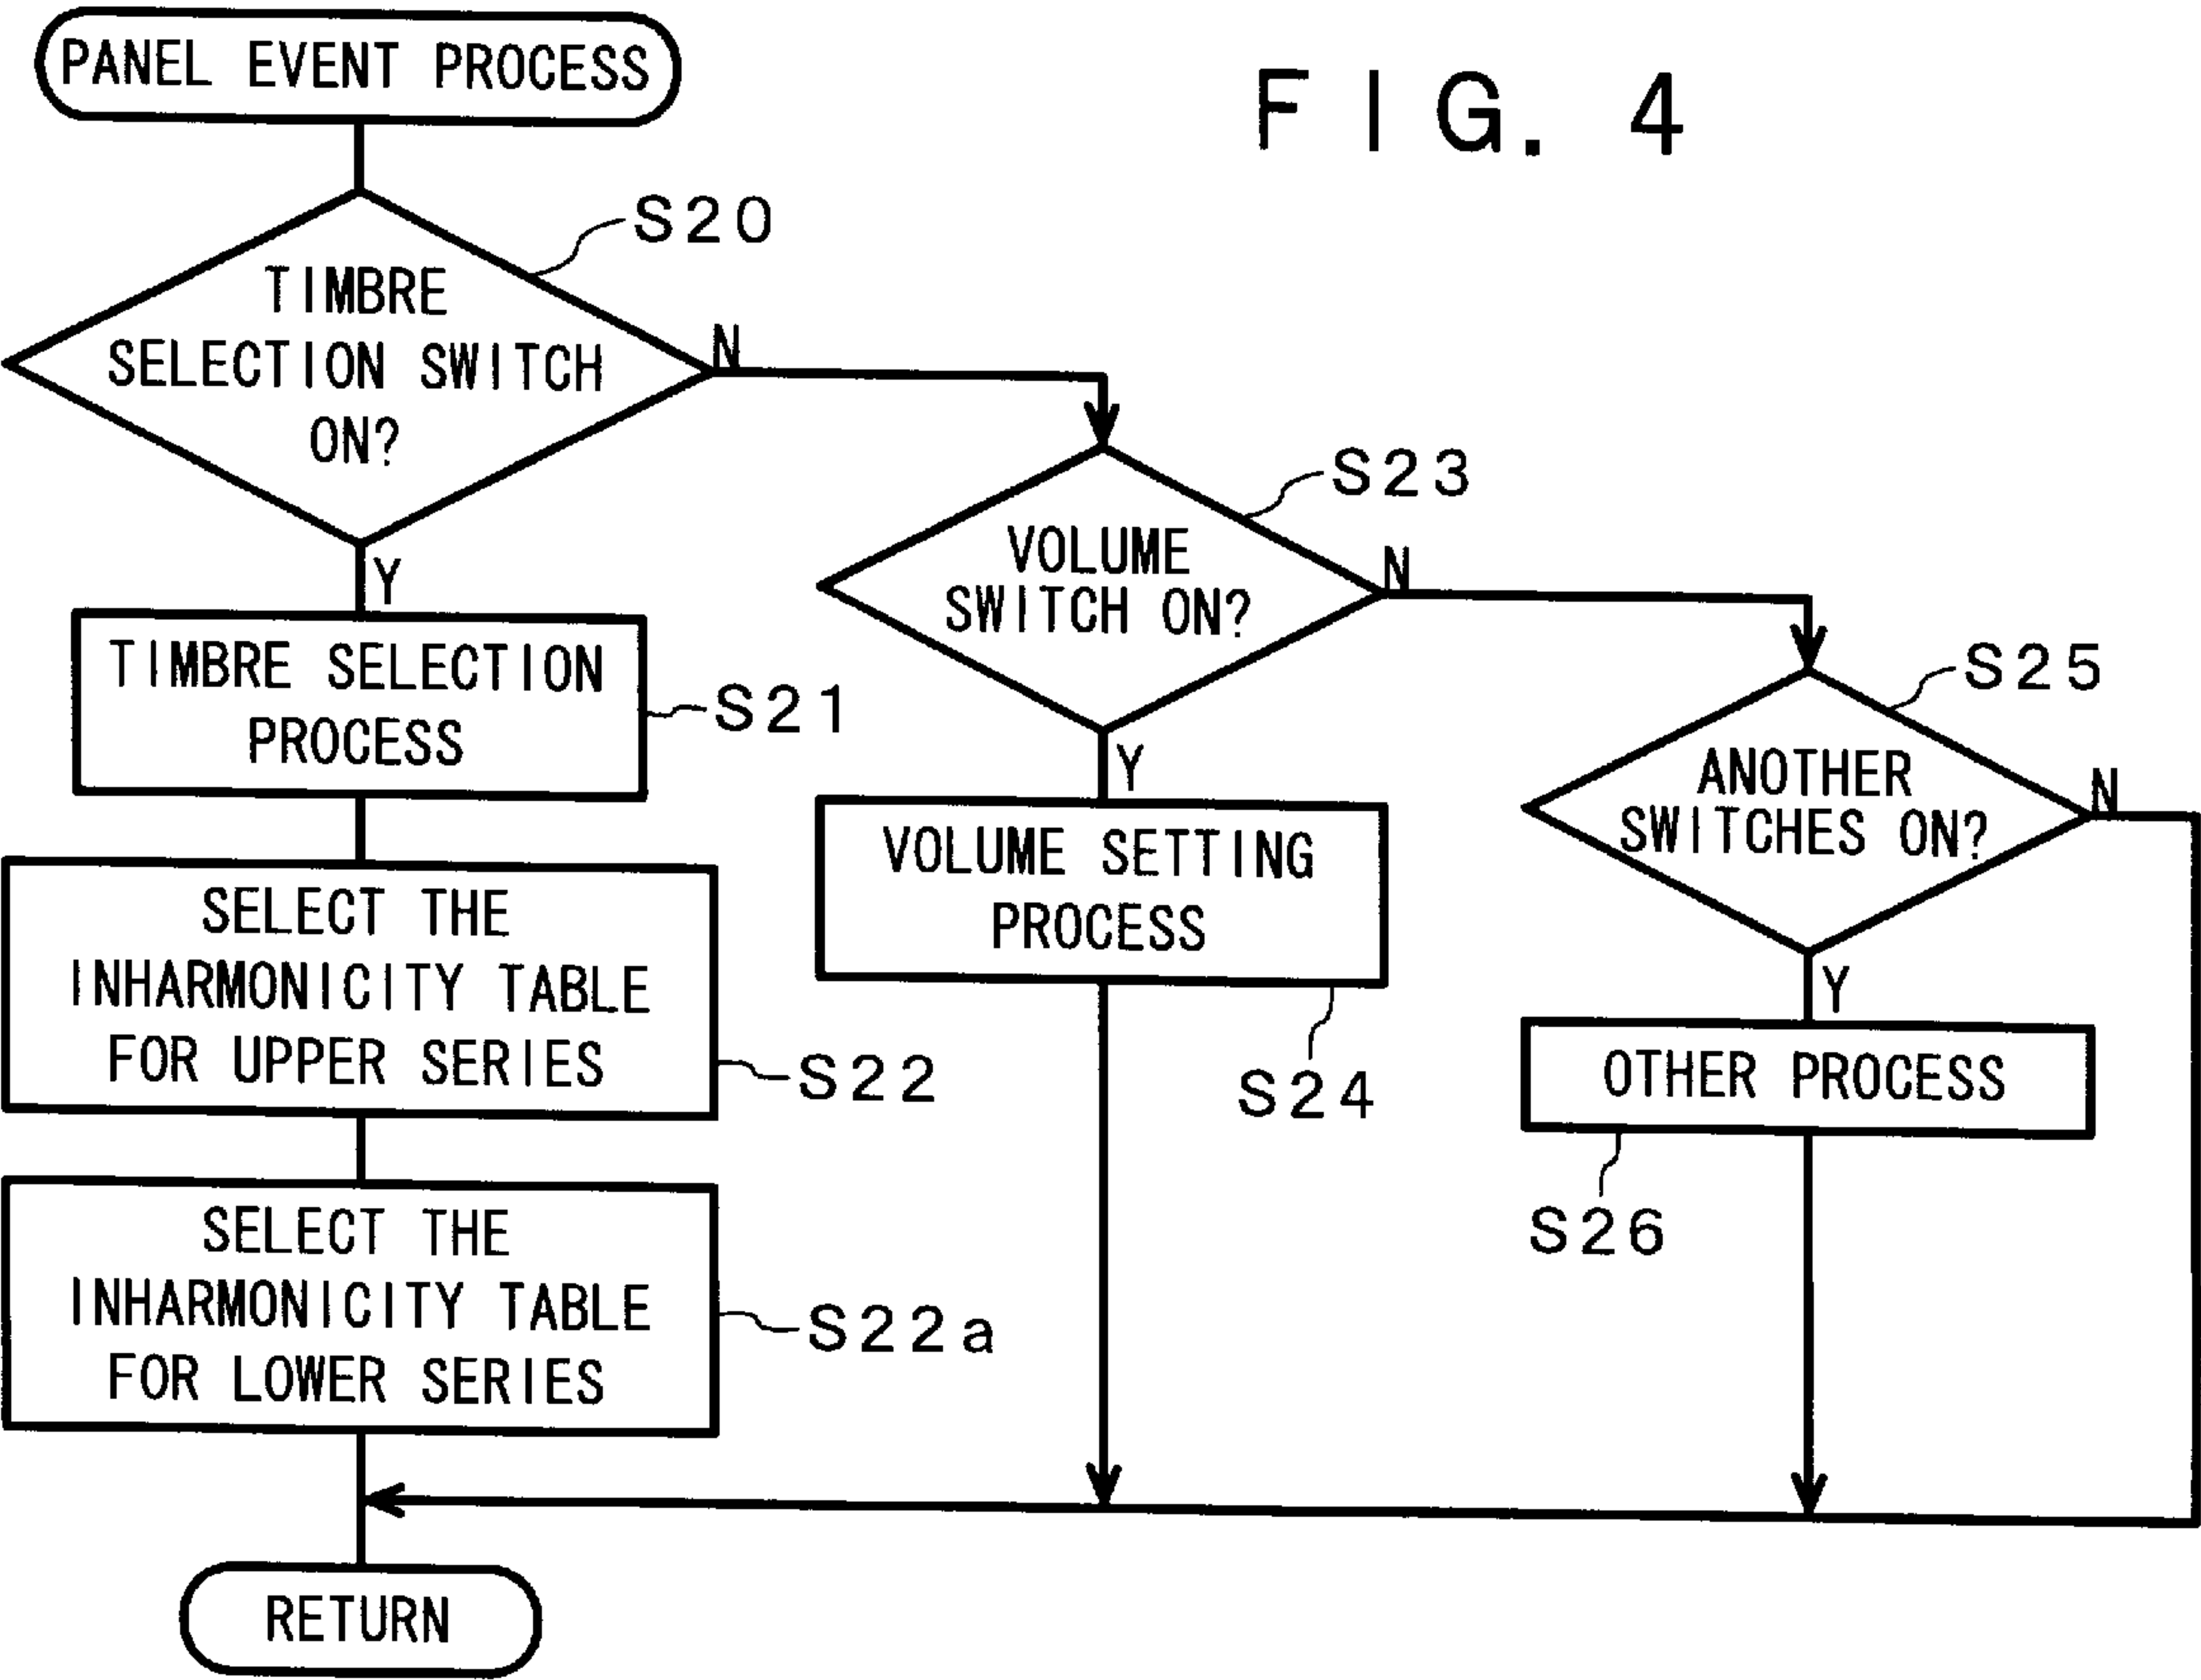 PANEL EVENT PROCESS
FIG. 4
S20
TIMBRE
SELECTION SWITCH
ON?
N
Y
TIMBRE SELECTION
PROCESS
S21
SELECT THE
INHARMONICITY TABLE
FOR UPPER SERIES
S22
SELECT THE
INHARMONICITY TABLE
FOR LOWER SERIES
S22a
S23
VOLUME
SWITCH ON?
N
Y
VOLUME SETTING
PROCESS
S24
S25
ANOTHER
SWITCHES ON?
N
Y
OTHER PROCESS
S26
RETURN